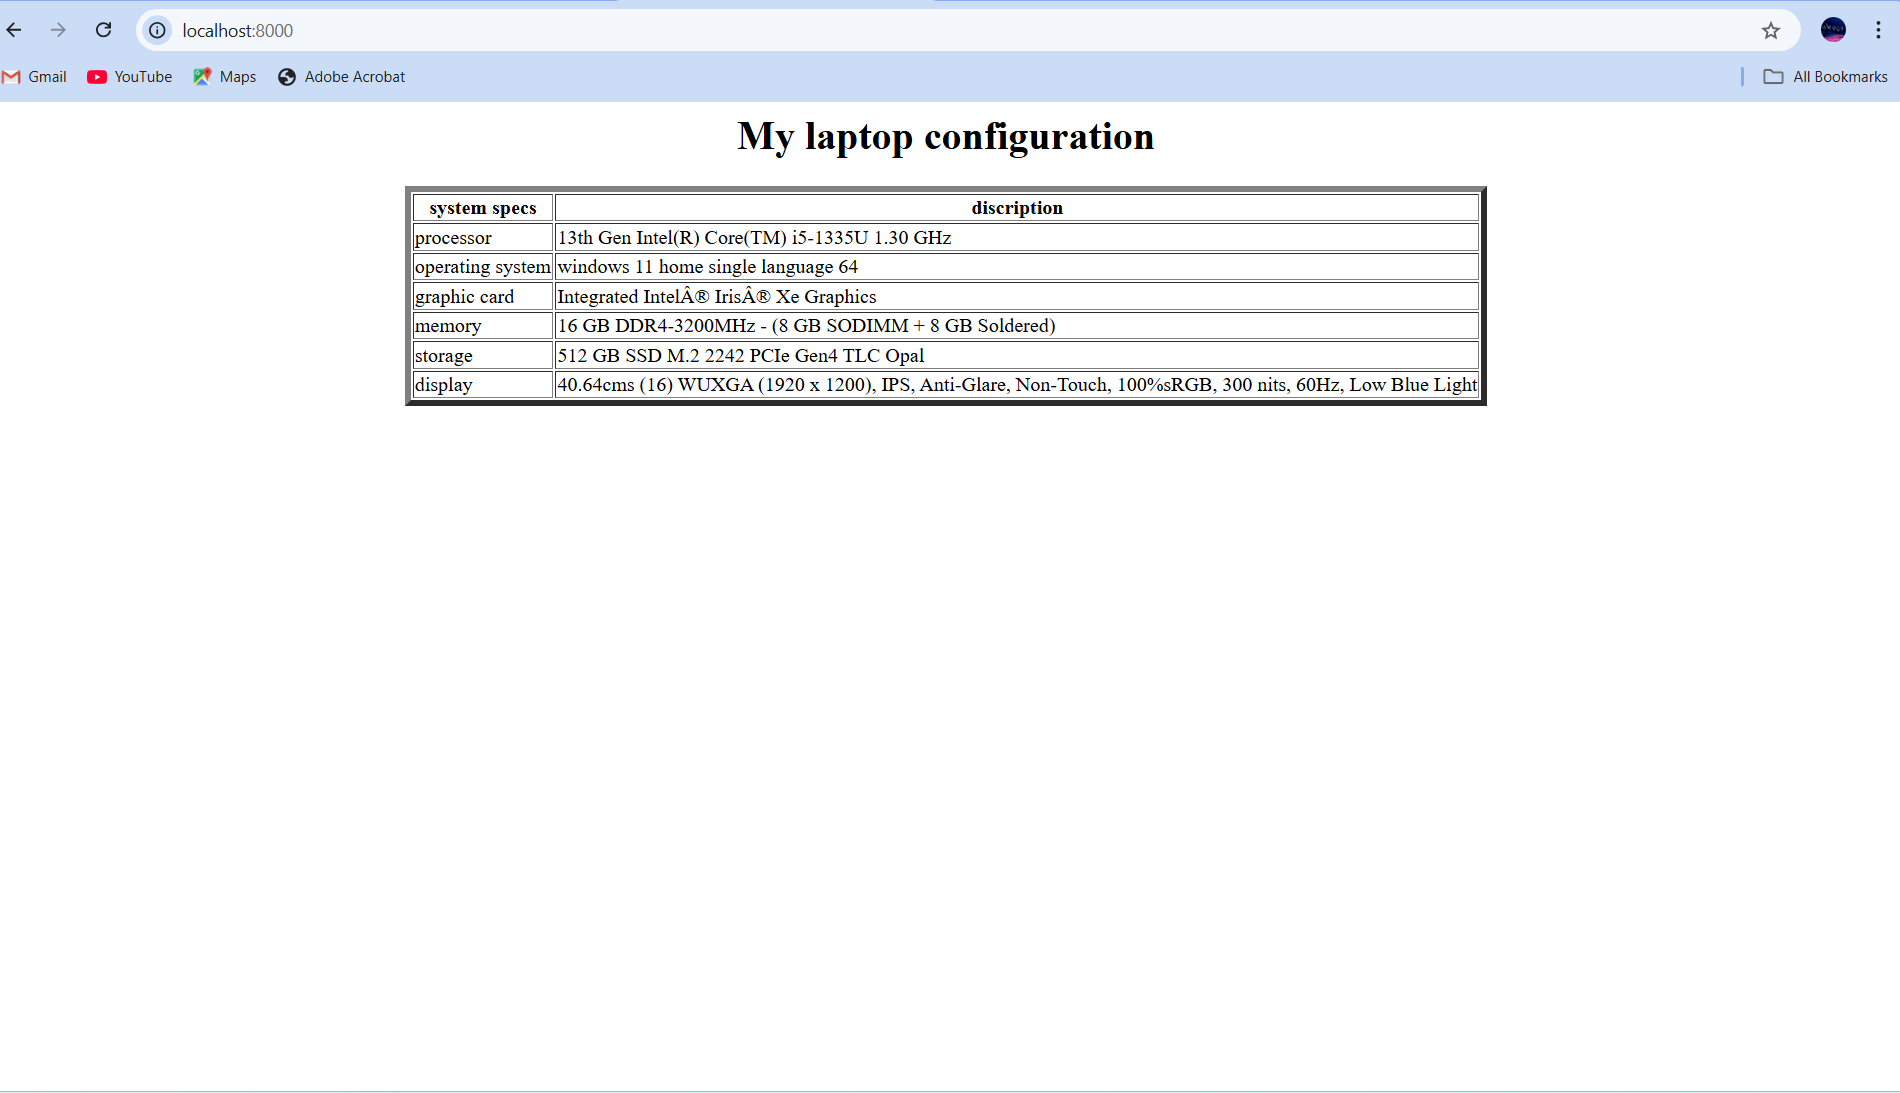 localhost:8000
Gmail YouTube Maps Adobe Acrobat All Bookmarks
My laptop configuration
system specs discription
processor 13th Gen Intel(R) Core(TM) i5-1335U 1.30 GHz
operating system windows 11 home single language 64
graphic card Integrated IntelÂ® IrisÂ® Xe Graphics
memory 16 GB DDR4-3200MHz - (8 GB SODIMM + 8 GB Soldered)
storage 512 GB SSD M.2 2242 PCIe Gen4 TLC Opal
display 40.64cms (16) WUXGA (1920 x 1200), IPS, Anti-Glare, Non-Touch, 100%sRGB, 300 nits, 60Hz, Low Blue Light